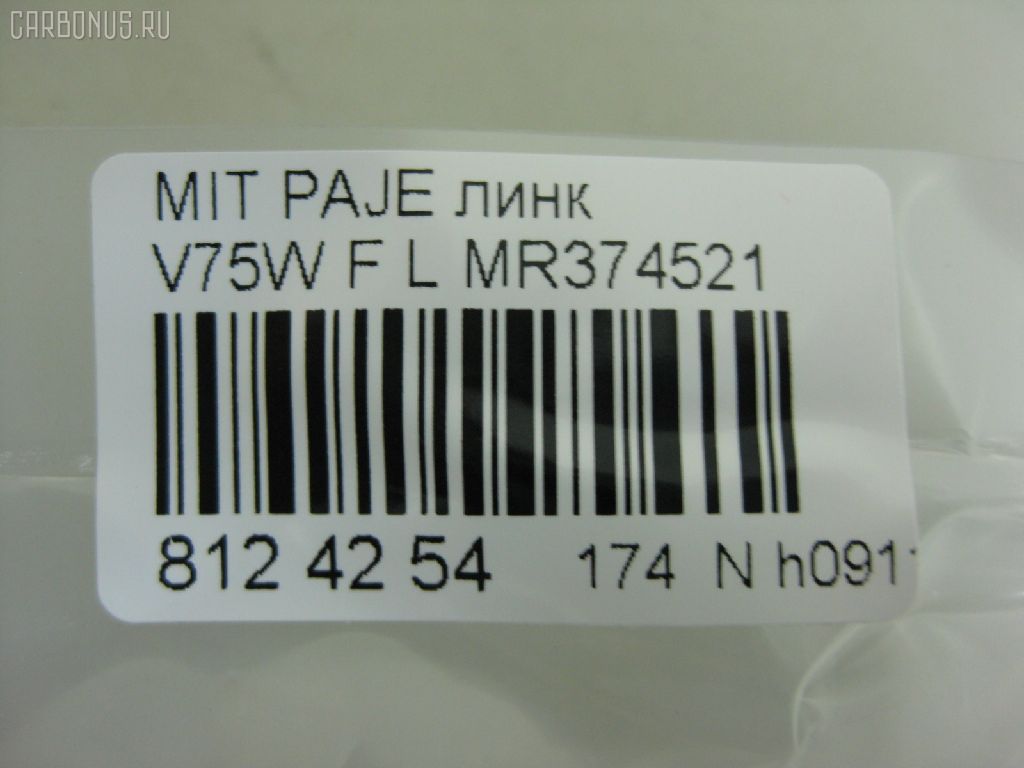 CARBONUS.RU
MIT PAJE линк
V75W F L MR374521
812 42 54 174 N h091